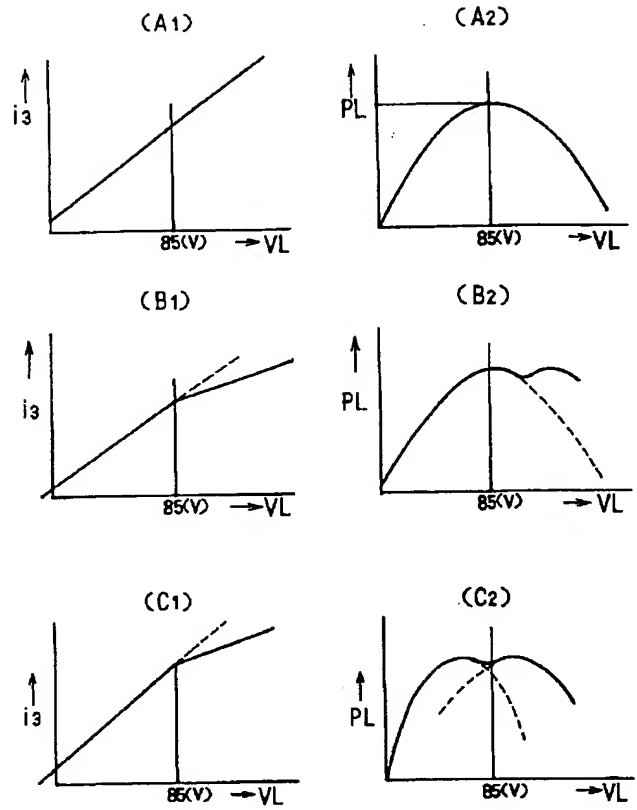 (A1)
(A2)
i3
PL
85(V) →VL
85(V) →VL
(B1)
(B2)
i3
PL
85(V) →VL
85(V) →VL
(C1)
(C2)
i3
PL
85(V) →VL
85(V) →VL